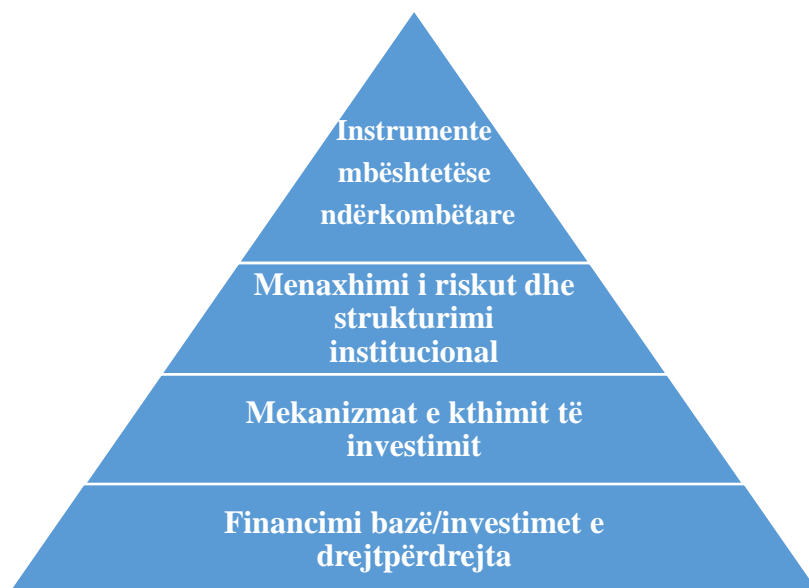 Instrumente
mbështetëse
ndërkombëtare
Menaxhimi i riskut dhe
strukturimi
institucional
Mekanizmat e kthimit të
investimit
Financimi bazë/investimet e
drejtpërdrejta